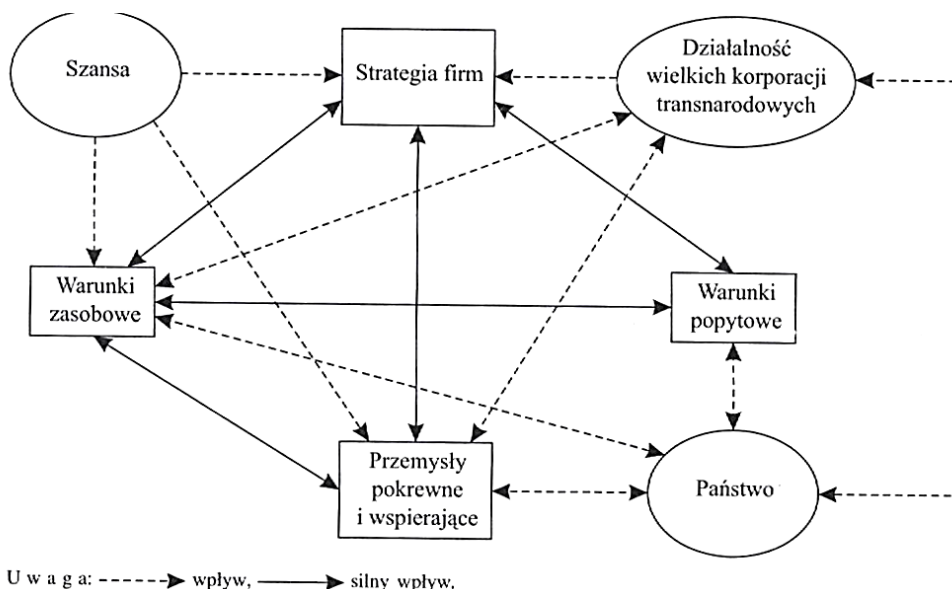 Szansa
Strategia firm
Działalność
wielkich korporacji
transnarodowych
Warunki
zasobowe
Warunki
popytowe
Przemysły
pokrewne
i wspierające
Państwo
U w a g a: wpływ, silny wpływ.